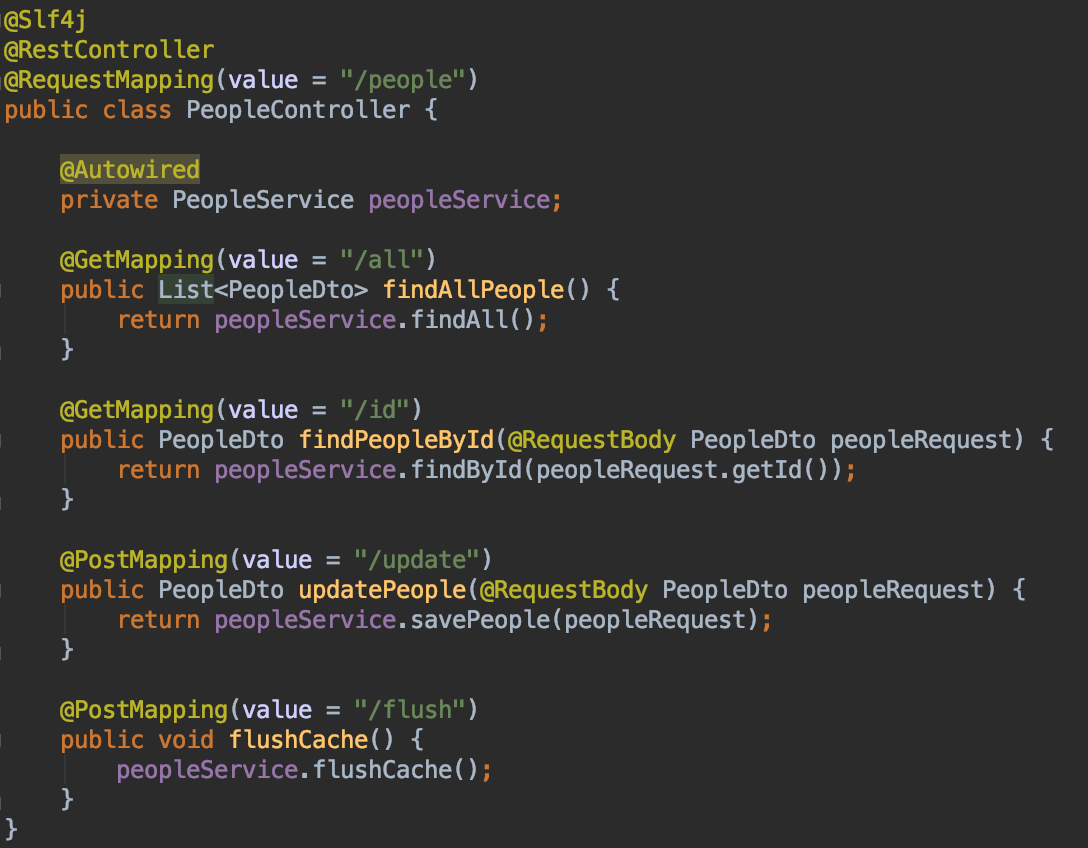 @Slf4j
@RestController
@RequestMapping(value = "/people")
public class PeopleController {
@Autowired
private PeopleService peopleService;
@GetMapping(value = "/all")
public List<PeopleDto> findAllPeople() {
return peopleService.findAll();
}
@GetMapping(value = "/id")
public PeopleDto findPeopleById(@RequestBody PeopleDto peopleRequest) {
return peopleService.findById(peopleRequest.getId());
}
@PostMapping(value = "/update")
public PeopleDto updatePeople(@RequestBody PeopleDto peopleRequest) {
return peopleService.savePeople(peopleRequest);
}
@PostMapping(value = "/flush")
public void flushCache() {
peopleService.flushCache();
}
}